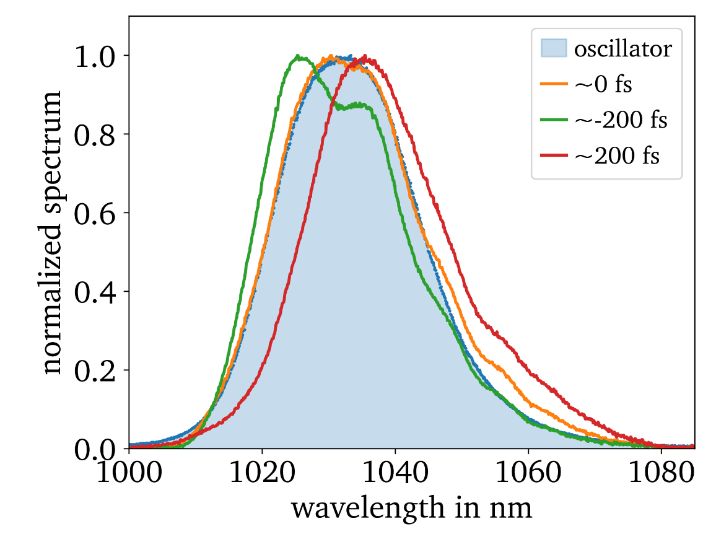 oscillator
~0 fs
~-200 fs
~200 fs
normalized spectrum
1.0
0.8
0.6
0.4
0.2
0.0
1000 1020 1040 1060 1080
wavelength in nm